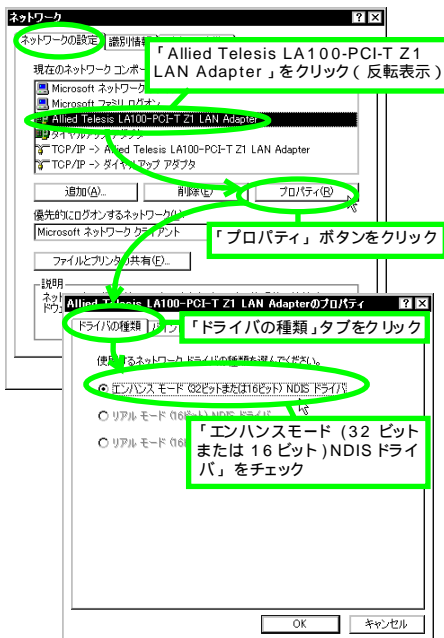 ネットワーク
ネットワークの設定 識別情報
「Allied Telesis LA100-PCI-T Z1
LAN Adapter」をクリック(反転表示)
現在のネットワーク コンポー
Microsoft ネットワーク
Microsoft ファミリ ログオン
Allied Telesis LA100-PCI-T Z1 LAN Adapter
ダイヤルアップ アダプタ
TCP/IP -> Allied Telesis LA100-PCI-T Z1 LAN Adapter
TCP/IP -> ダイヤルアップ アダプタ
追加(A)... 削除(E) プロパティ(R)
優先的にログオンするネットワーク(L):
Microsoft ネットワーク クライアント
「プロパティ」ボタンをクリック
ファイルとプリンタの共有(F)...
説明
Allied Telesis LA100-PCI-T Z1 LAN Adapterのプロパティ
ドライバの種類
「ドライバの種類」タブをクリック
使用するネットワーク ドライバの種類を選んでください。
エンハンス モード (32ビットまたは16ビット) NDIS ドライバ
リアル モード (16ビット) NDIS ドライバ
リアル モード (16
「エンハンスモード (32 ビット
または 16 ビット)NDIS ドライ
バ」をチェック
OK キャンセル